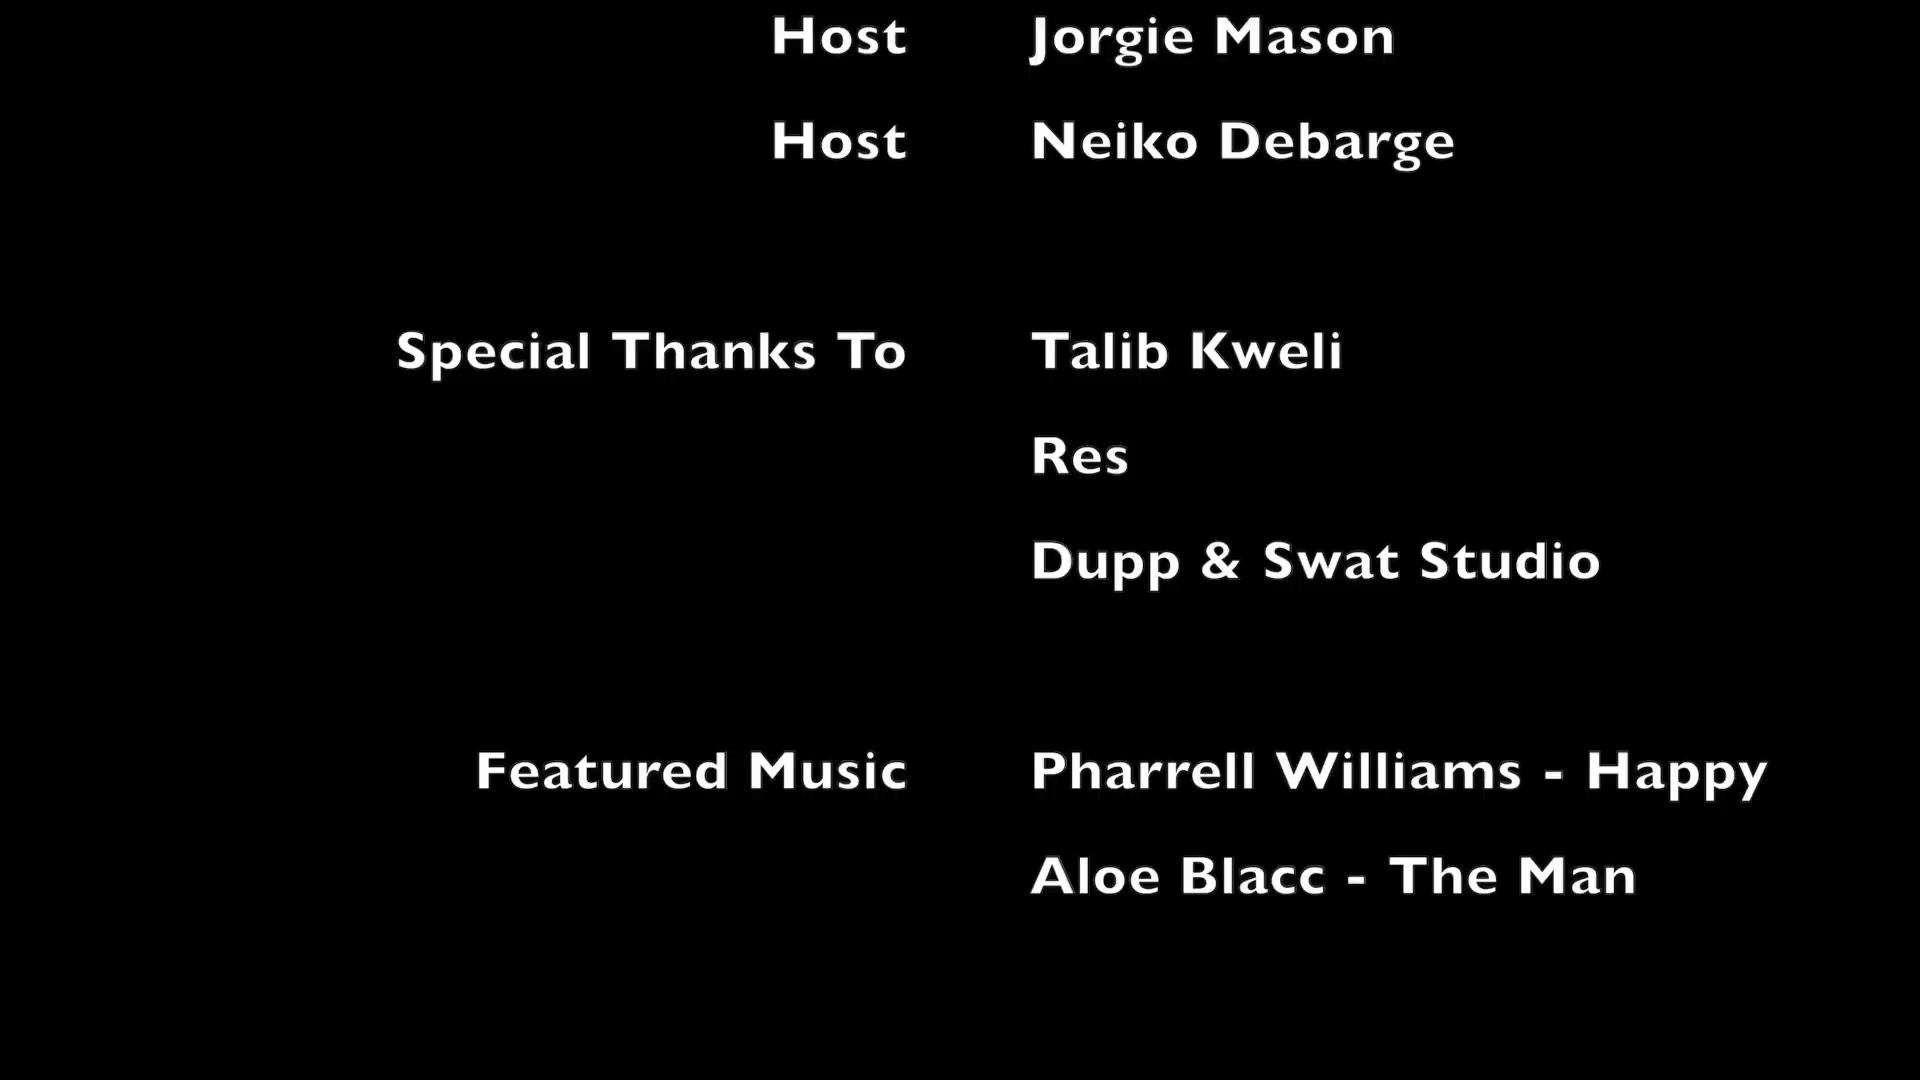 Host Jorgie Mason
Host Neiko Debarge
Special Thanks To Talib Kweli
Res
Dupp & Swat Studio
Featured Music Pharrell Williams - Happy
Aloe Blacc - The Man